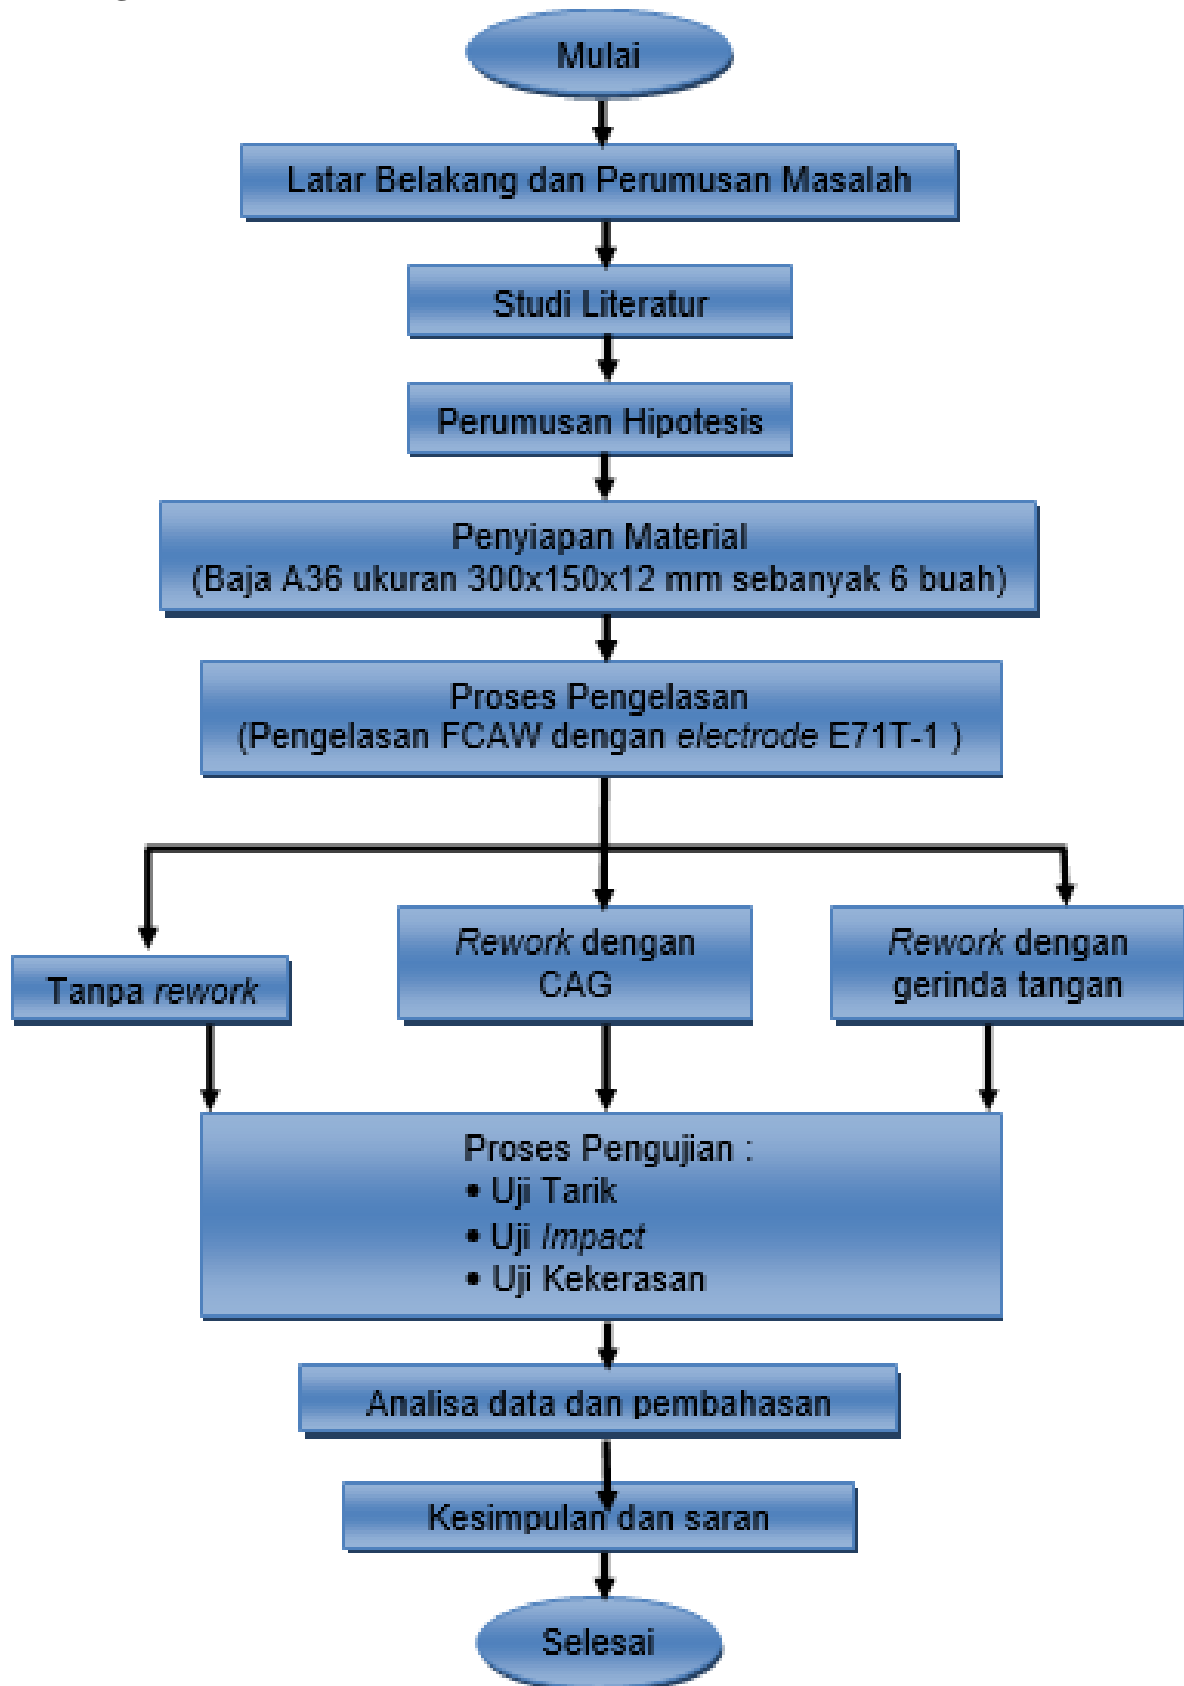 Mulai
Latar Belakang dan Perumusan Masalah
Studi Literatur
Perumusan Hipotesis
Penyiapan Material
(Baja A36 ukuran 300x150x12 mm sebanyak 6 buah)
Proses Pengelasan
(Pengelasan FCAW dengan electrode E71T-1 )
Tanpa rework
Rework dengan
CAG
Rework dengan
gerinda tangan
Proses Pengujian :
• Uji Tarik
• Uji Impact
• Uji Kekerasan
Analisa data dan pembahasan
Kesimpulan dan saran
Selesai